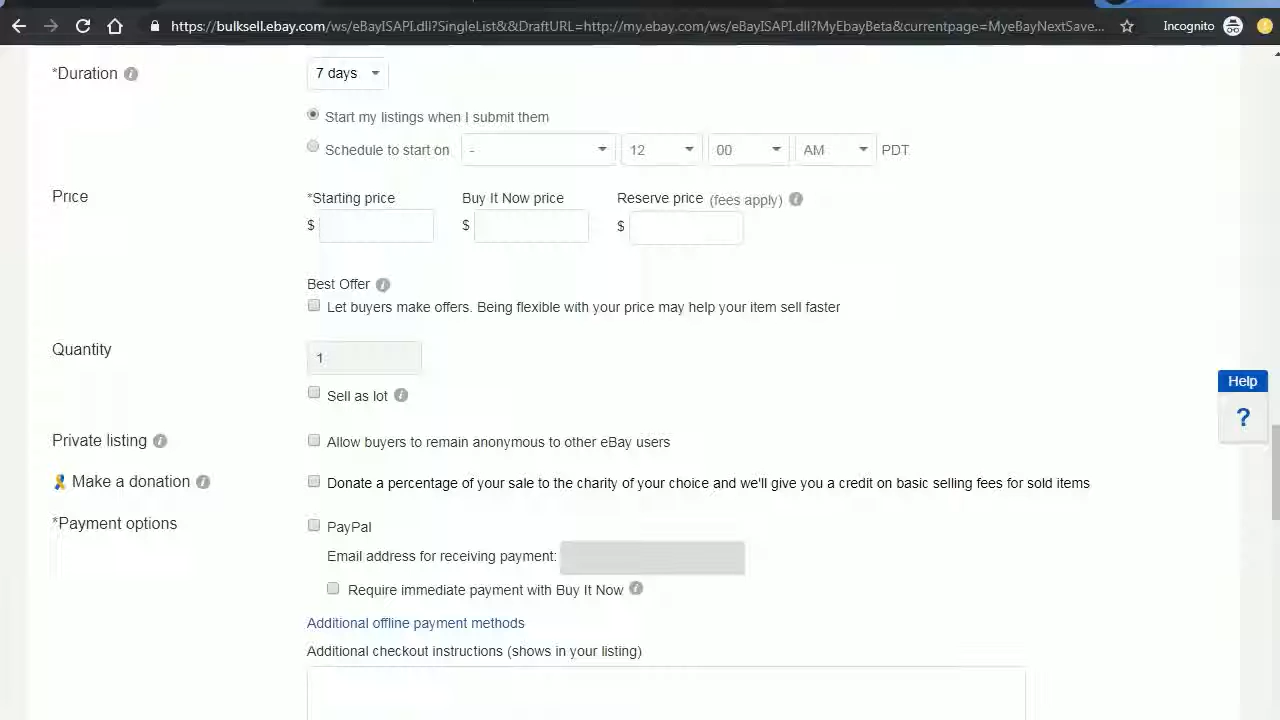 https://bulksell.ebay.com/ws/eBayISAPI.dll?SingleList&&DraftURL=http://my.ebay.com/ws/eBayISAPI.dll?MyEbayBeta&currentpage=MyeBayNextSave...
Incognito
*Duration
7 days
Start my listings when I submit them
Schedule to start on - 12 00 AM PDT
Price
*Starting price Buy It Now price Reserve price (fees apply)
$ $ $
Best Offer
Let buyers make offers. Being flexible with your price may help your item sell faster
Quantity
1
Sell as lot
Help
?
Private listing Allow buyers to remain anonymous to other eBay users
Make a donation Donate a percentage of your sale to the charity of your choice and we'll give you a credit on basic selling fees for sold items
*Payment options PayPal
Email address for receiving payment:
Require immediate payment with Buy It Now
Additional offline payment methods
Additional checkout instructions (shows in your listing)